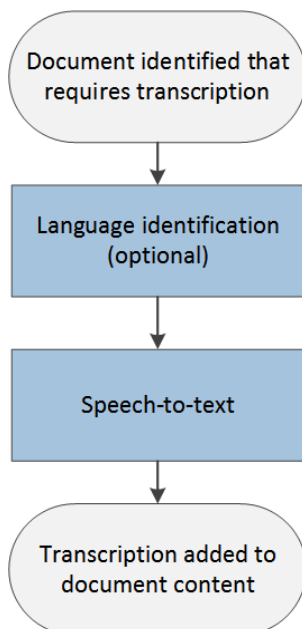 Document identified that
requires transcription
Language identification
(optional)
Speech-to-text
Transcription added to
document content